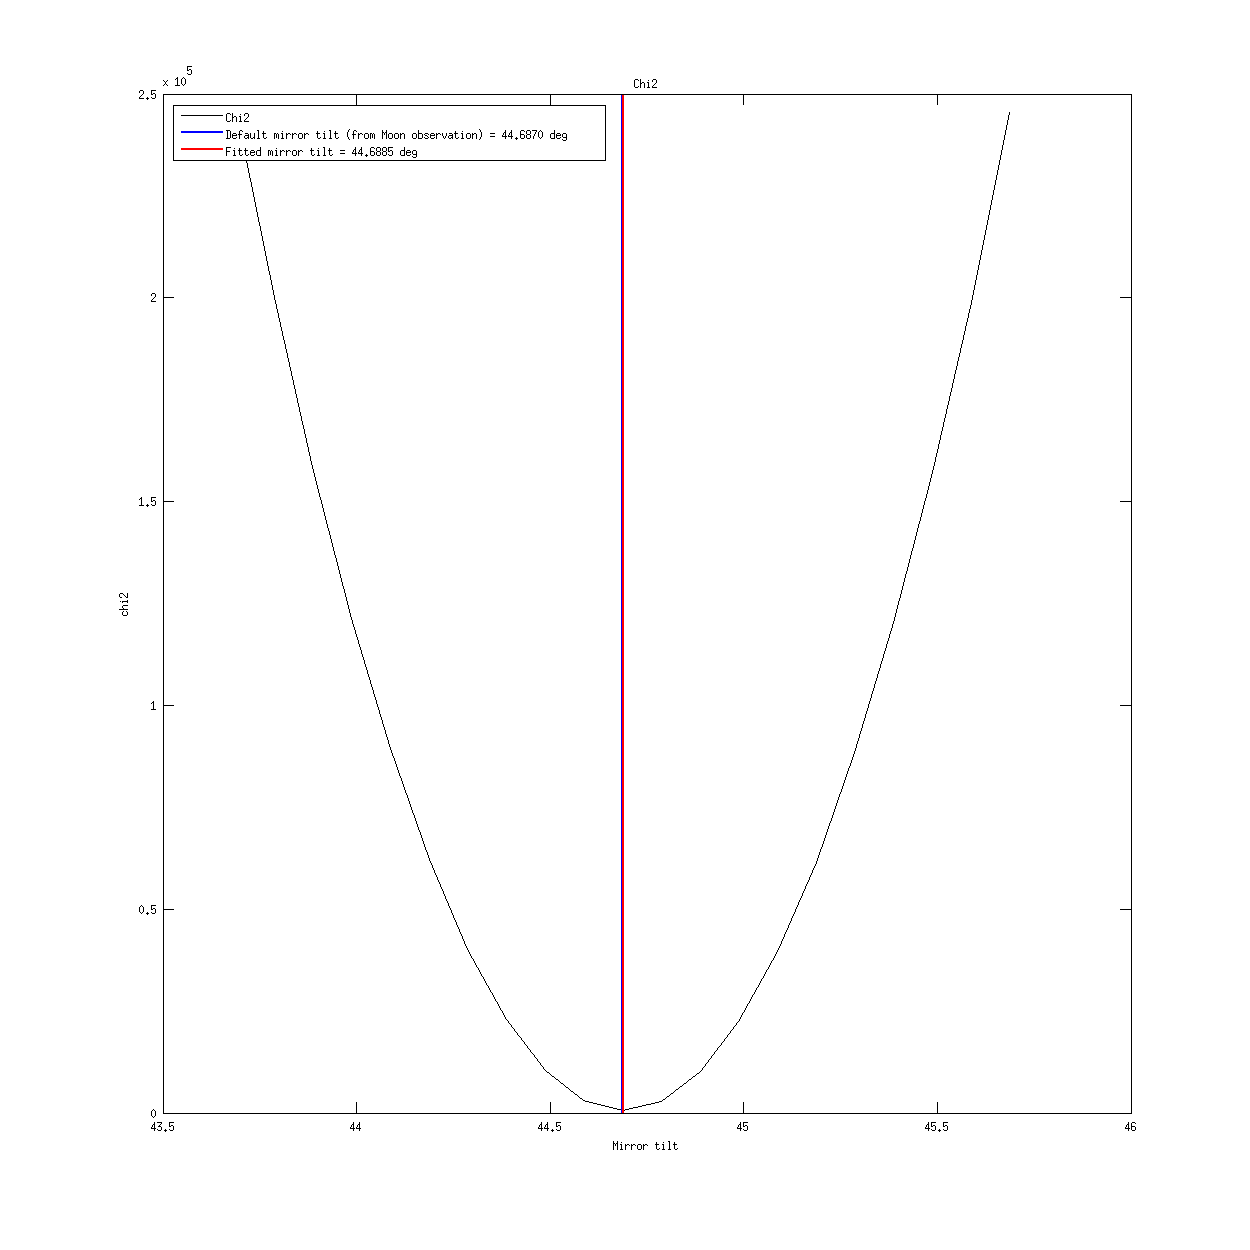 Chi2
x 10^5
2.5
Chi2
Default mirror tilt (from Moon observation) = 44.6870 deg
Fitted mirror tilt = 44.6885 deg
2
1.5
chi2
1
0.5
0
43.5 44 44.5 45 45.5 46
Mirror tilt